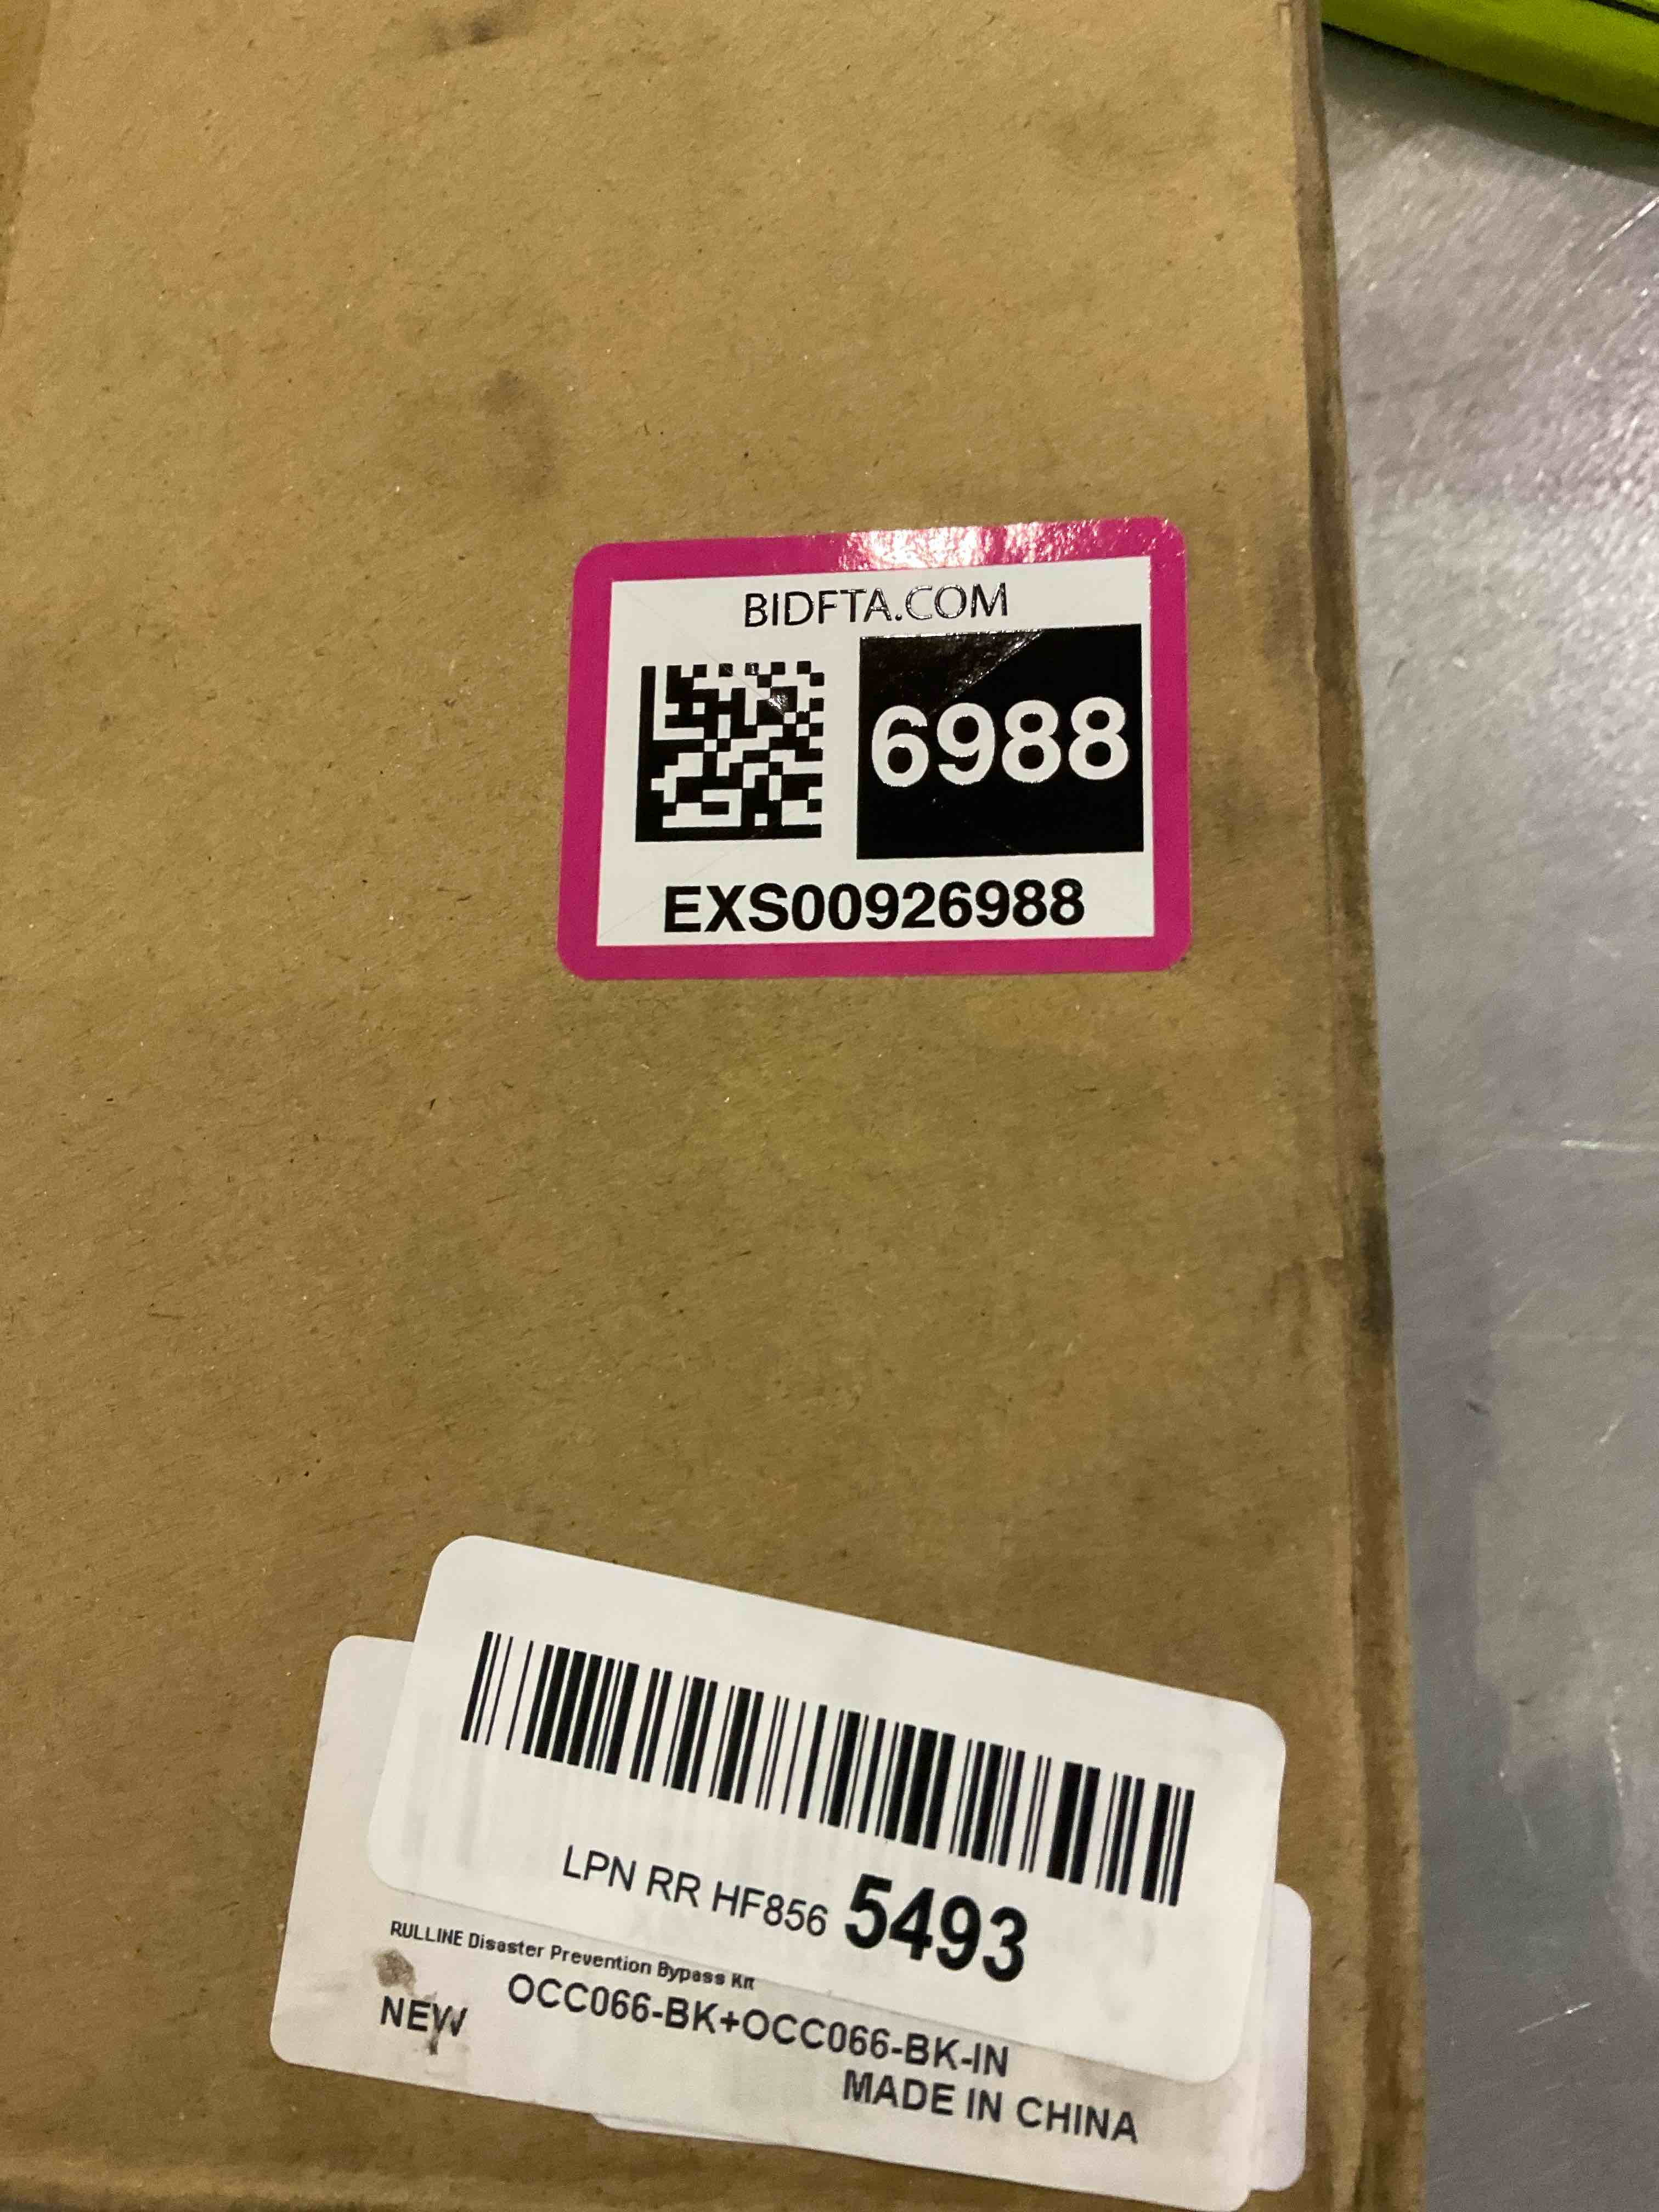 BIDFTA.COM
6988
EXS00926988
LPN RR HF856 5493
RULLINE Disaster Prevention Bypass Kit
OCC066-BK+OCC066-BK-IN
NEW
MADE IN CHINA